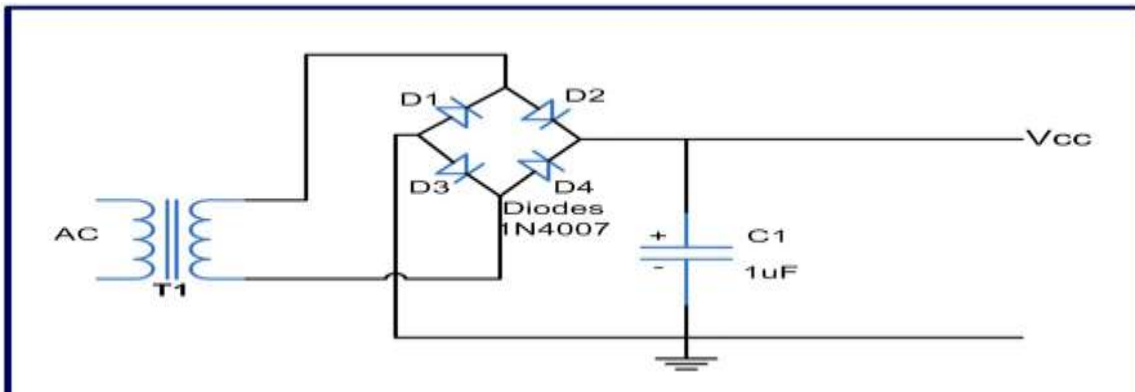 D1
D2
Vcc
D3
D4
Diodes
1N4007
AC
T1
+
C1
-
1uF